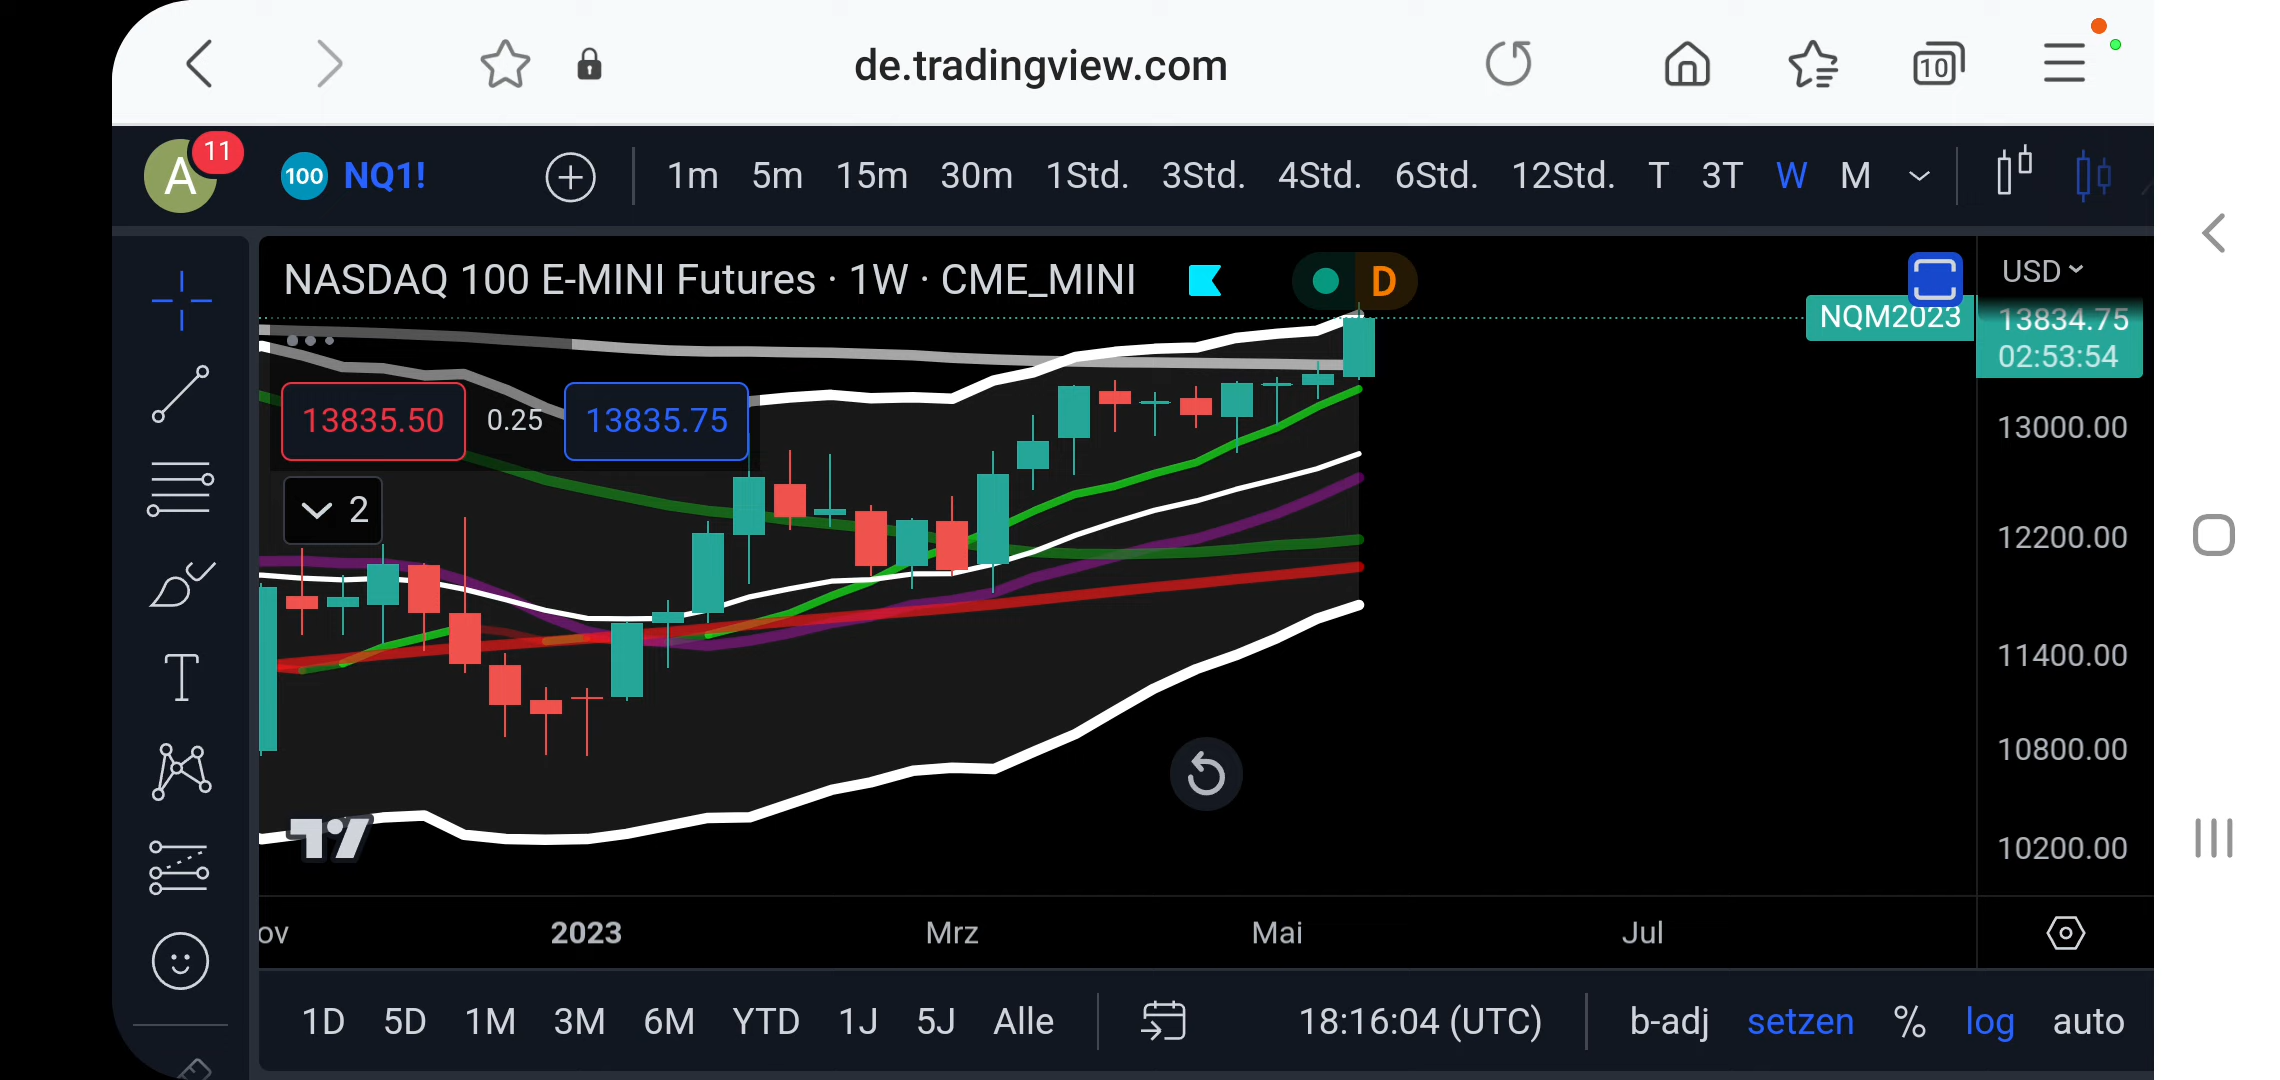 de.tradingview.com
10
A
11
100
NQ1!
1m 5m 15m 30m 1Std. 3Std. 4Std. 6Std. 12Std. T 3T W M
NASDAQ 100 E-MINI Futures · 1W · CME_MINI
D
USD
NQM2023
13834.75
02:53:54
13835.50
0.25
13835.75
2
T
13000.00
12200.00
11400.00
10800.00
10200.00
ov 2023 Mrz Mai Jul
1D 5D 1M 3M 6M YTD 1J 5J Alle
18:16:04 (UTC)
b-adj setzen % log auto